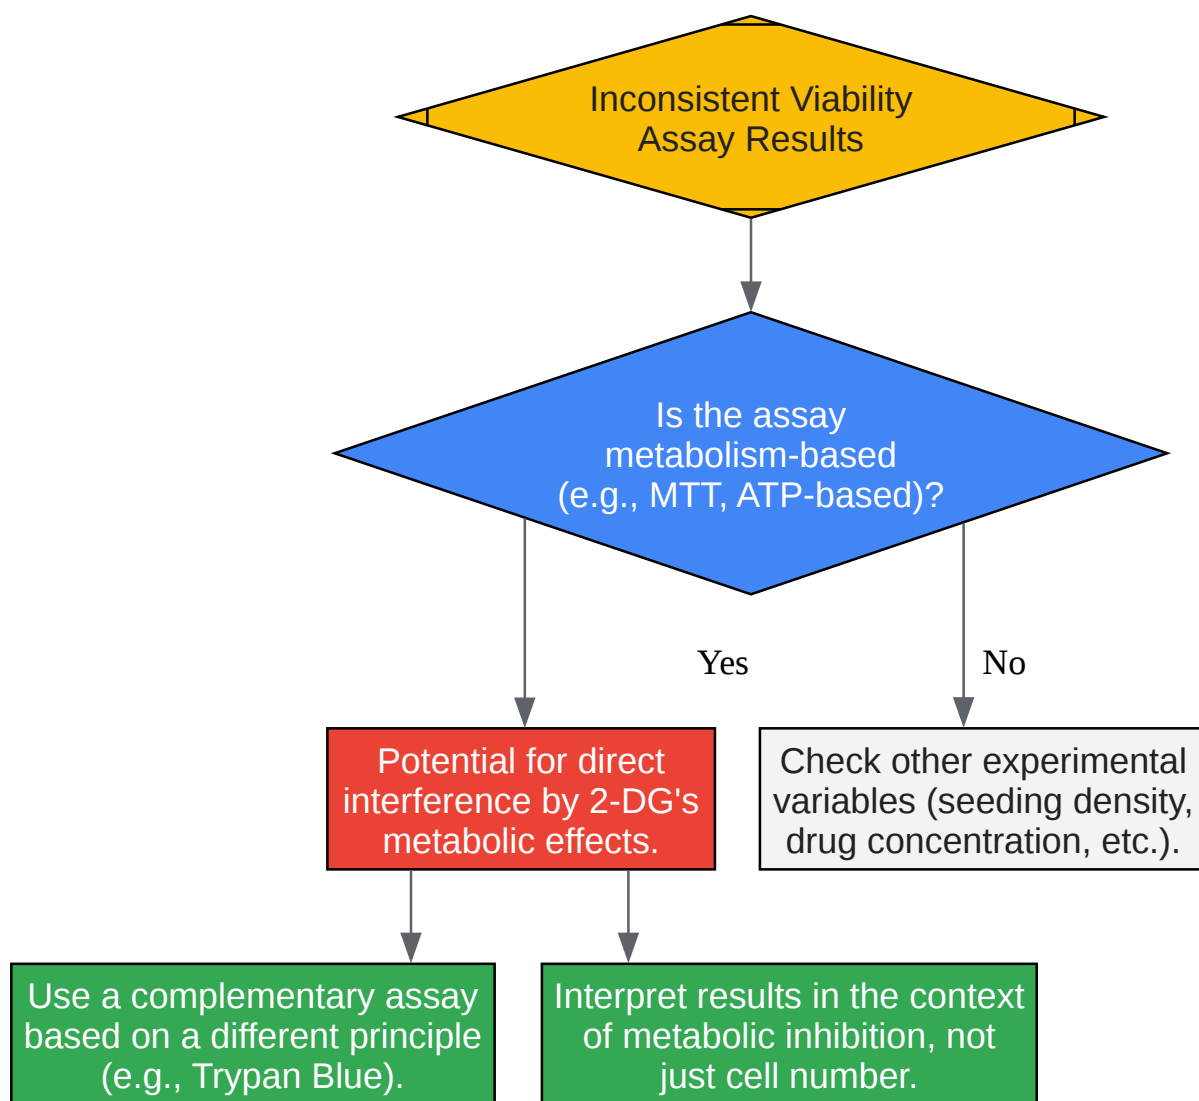 Inconsistent Viability
Assay Results
Is the assay
metabolism-based
(e.g., MTT, ATP-based)?
Yes
No
Potential for direct
interference by 2-DG's
metabolic effects.
Check other experimental
variables (seeding density,
drug concentration, etc.).
Use a complementary assay
based on a different principle
(e.g., Trypan Blue).
Interpret results in the context
of metabolic inhibition, not
just cell number.